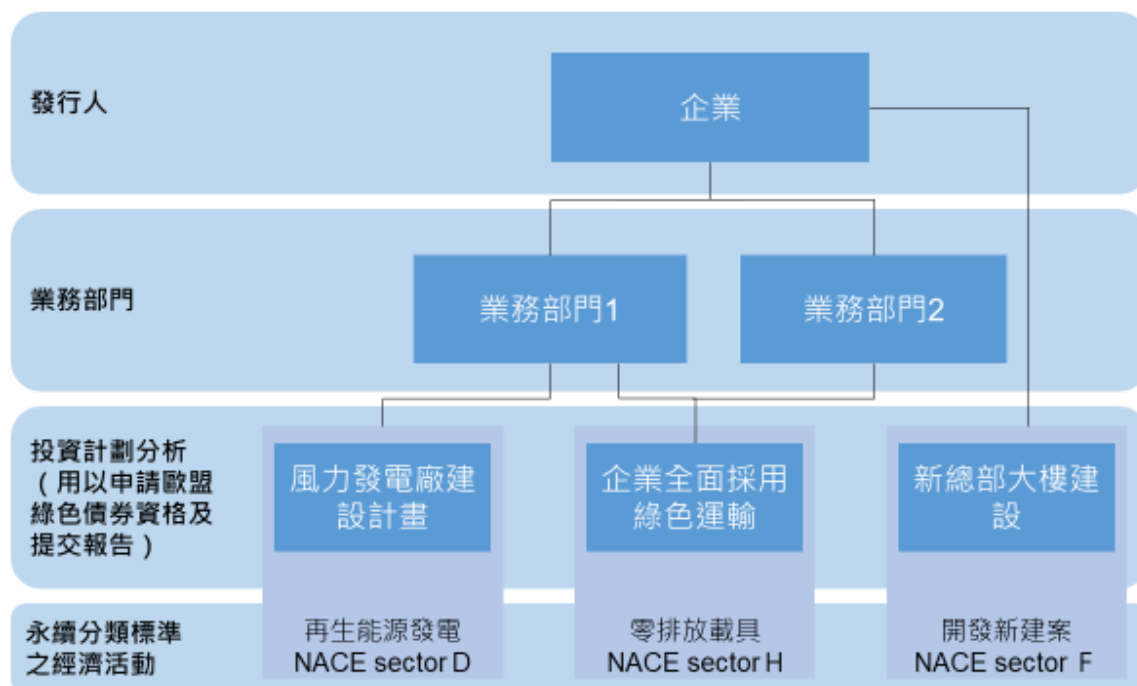 發行人
企業
業務部門
業務部門1
業務部門2
投資計劃分析
（用以申請歐盟
綠色債券資格及
提交報告）
風力發電廠建
設計畫
企業全面採用
綠色運輸
新總部大樓建
設
永續分類標準
之經濟活動
再生能源發電
NACE sector D
零排放載具
NACE sector H
開發新建案
NACE sector F